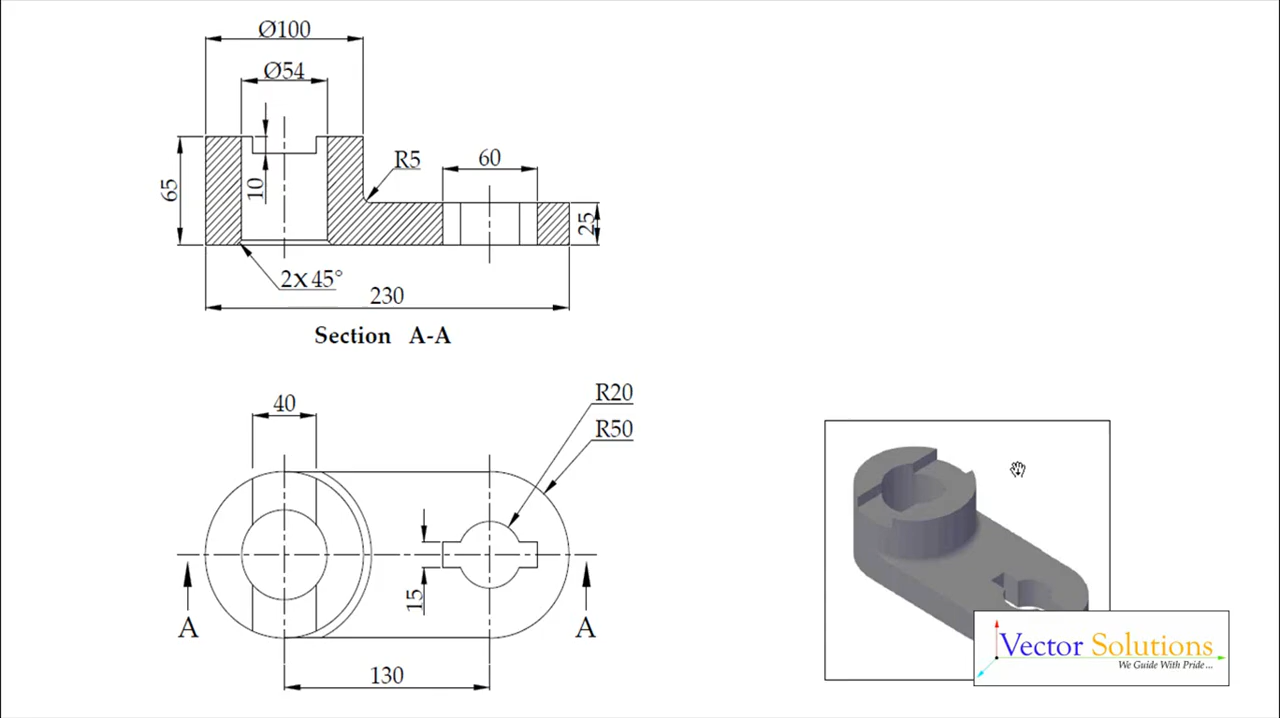 Ø100
Ø54
R5
60
65
10
25
2x45°
230
Section A-A
R20
40
R50
15
A
A
130
Vector Solutions
We Guide With Pride...